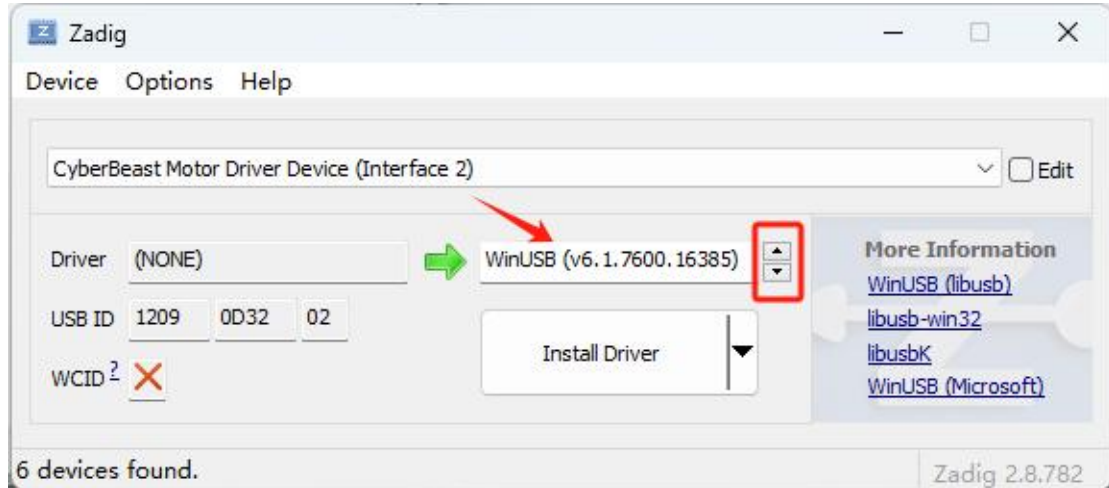 Zadig
Device Options Help
CyberBeast Motor Driver Device (Interface 2) Edit
Driver (NONE) WinUSB (v6.1.7600.16385)
USB ID 1209 0D32 02
WCID ?
Install Driver
More Information
WinUSB (libusb)
libusb-win32
libusbK
WinUSB (Microsoft)
6 devices found.
Zadig 2.8.782